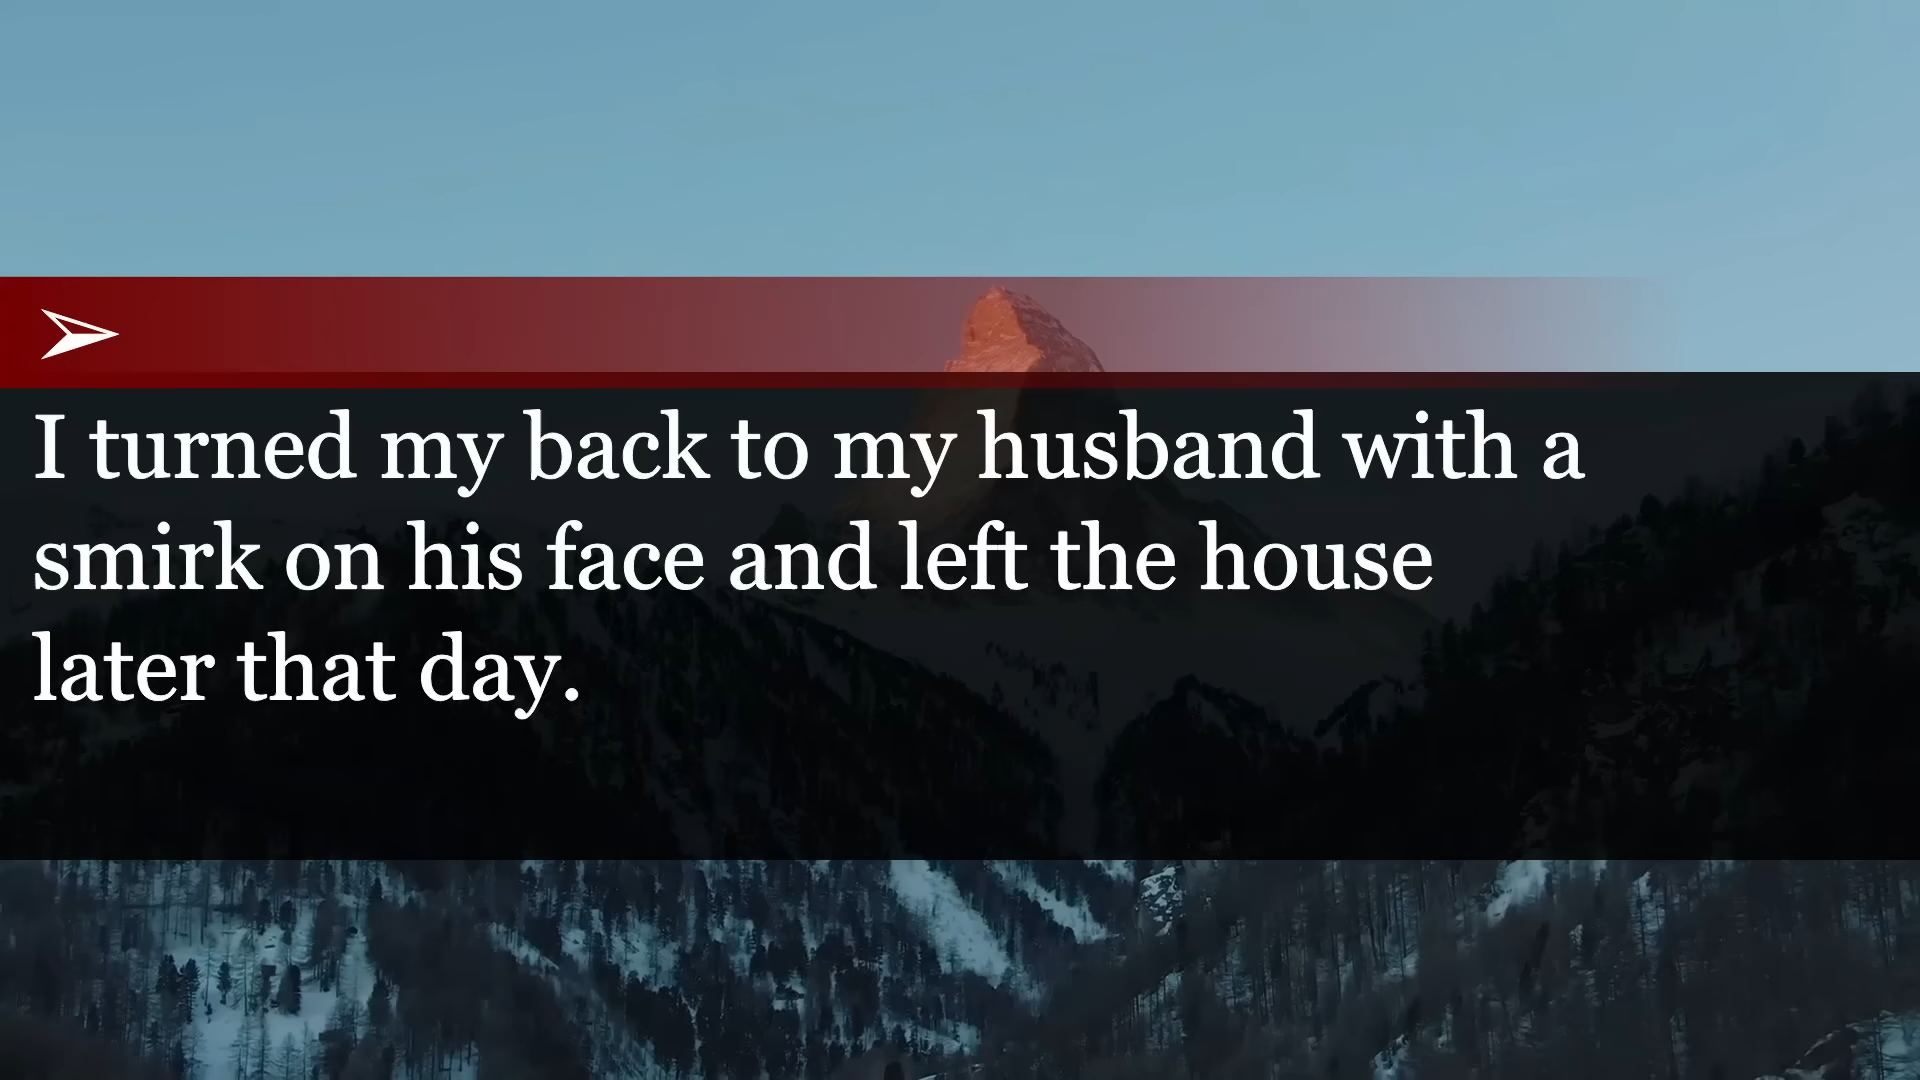 I turned my back to my husband with a
smirk on his face and left the house
later that day.